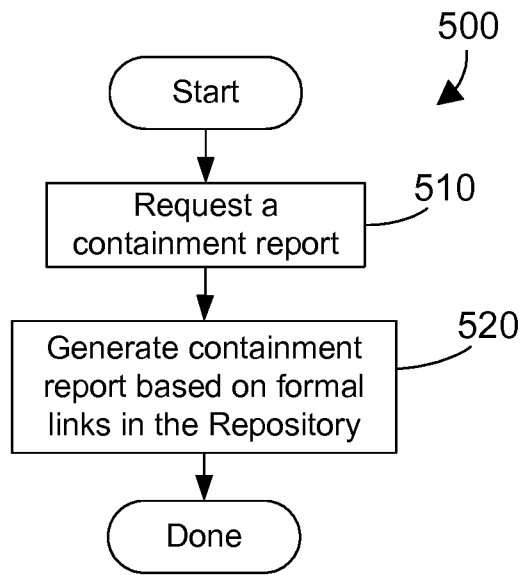 500
Start
510
Request a
containment report
520
Generate containment
report based on formal
links in the Repository
Done